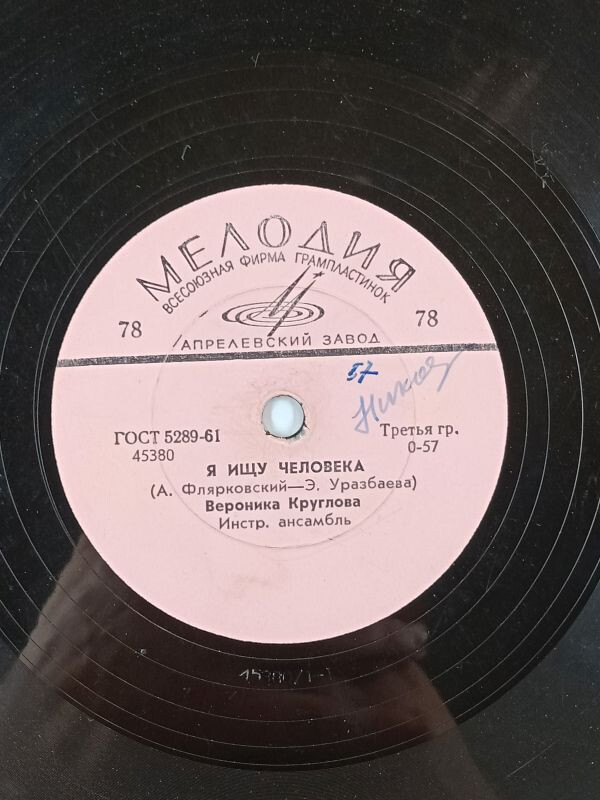 МЕЛОДИЯ
ВСЕСОЮЗНАЯ ФИРМА ГРАМПЛАСТИНОК
78
78
АПРЕЛЕВСКИЙ ЗАВОД
57
ГОСТ 5289-61
Третья гр.
45380
0-57
Я ИЩУ ЧЕЛОВЕКА
(А. Флярковский—Э. Уразбаева)
Вероника Круглова
Инстр. ансамбль